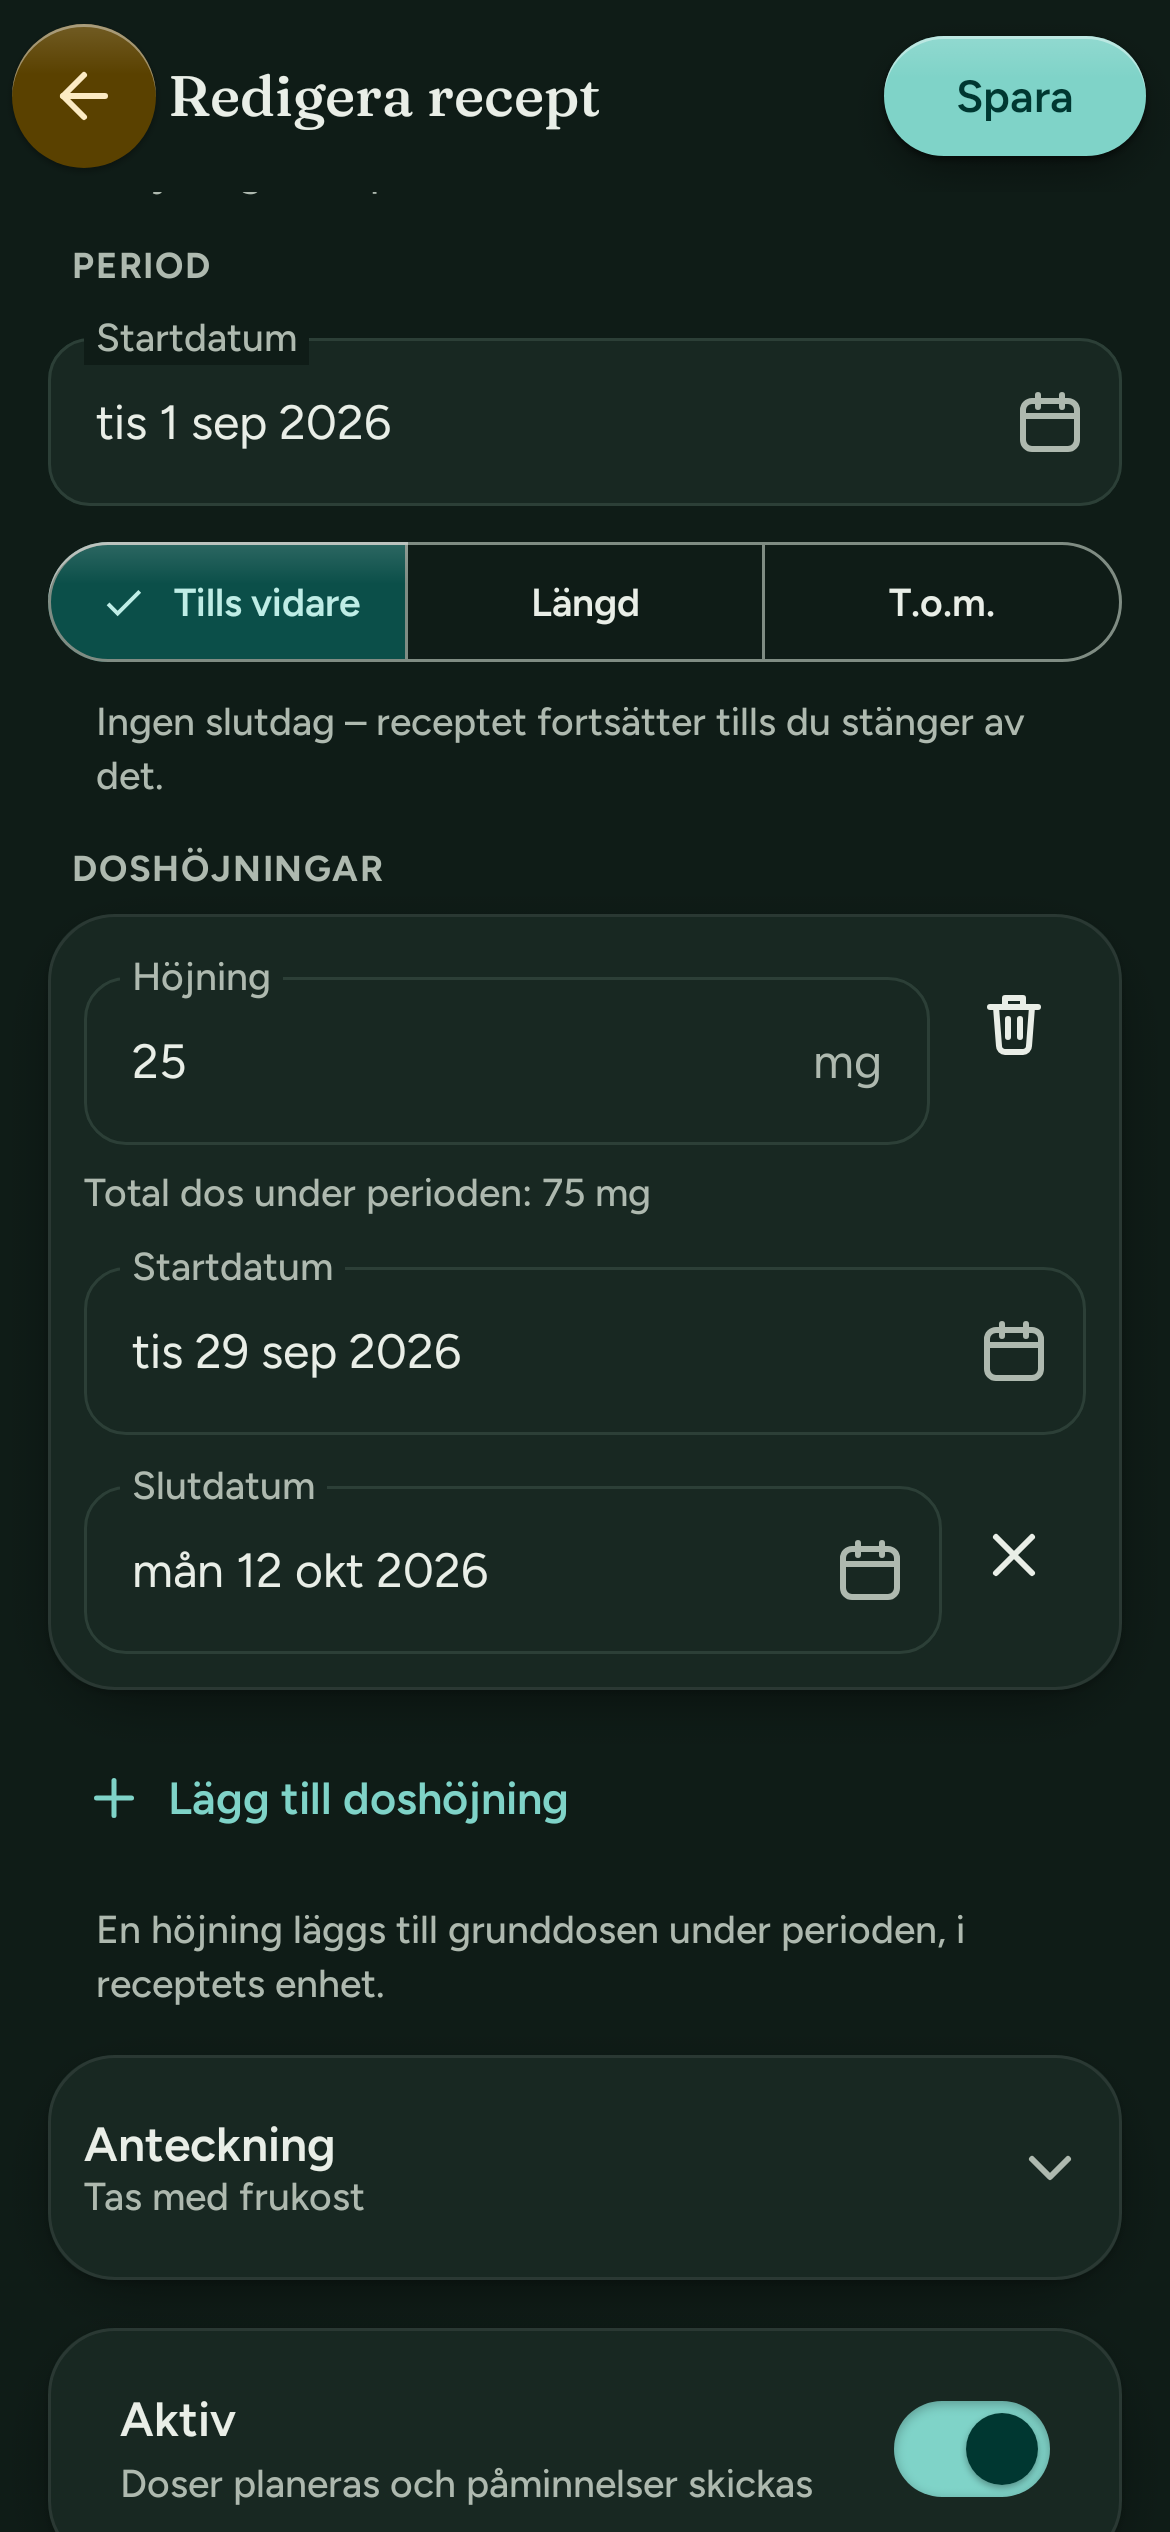 Redigera recept
Spara
PERIOD
Startdatum
tis 1 sep 2026
Tills vidare
Längd
T.o.m.
Ingen slutdag – receptet fortsätter tills du stänger av
det.
DOSHÖJNINGAR
Höjning
25
mg
Total dos under perioden: 75 mg
Startdatum
tis 29 sep 2026
Slutdatum
mån 12 okt 2026
Lägg till doshöjning
En höjning läggs till grunddosen under perioden, i
receptets enhet.
Anteckning
Tas med frukost
Aktiv
Doser planeras och påminnelser skickas